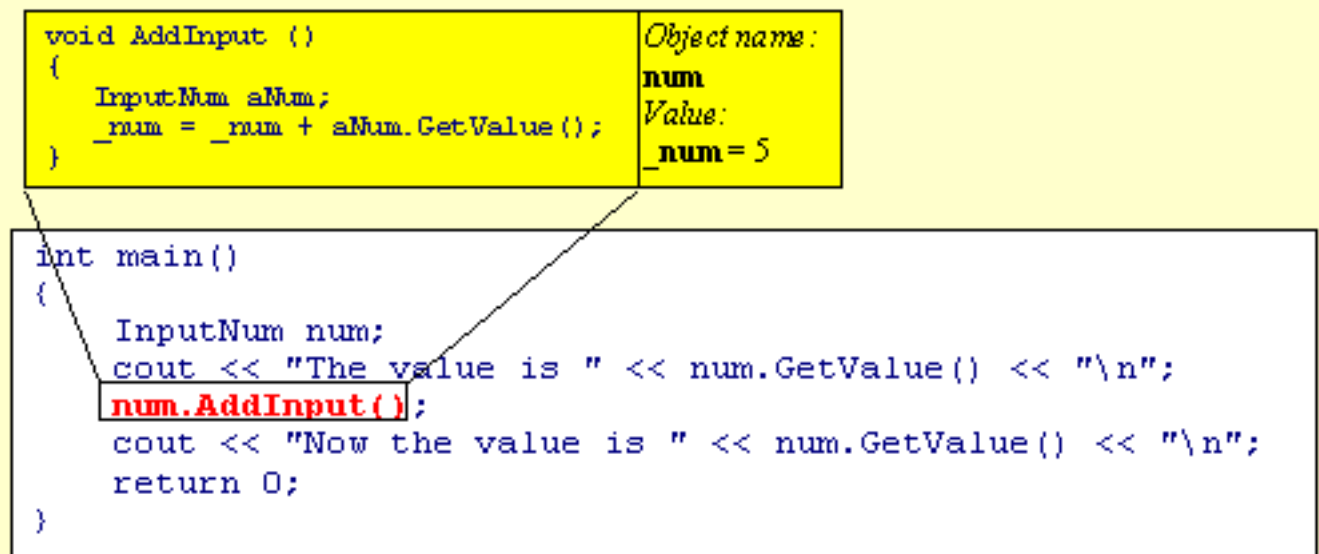 void AddInput ()
{
InputNum aNum;
_num = _num + aNum.GetValue();
}
Object name:
num
Value:
_num = 5
int main()
{
InputNum num;
cout << "The value is " << num.GetValue() << "\n";
num.AddInput();
cout << "Now the value is " << num.GetValue() << "\n";
return 0;
}